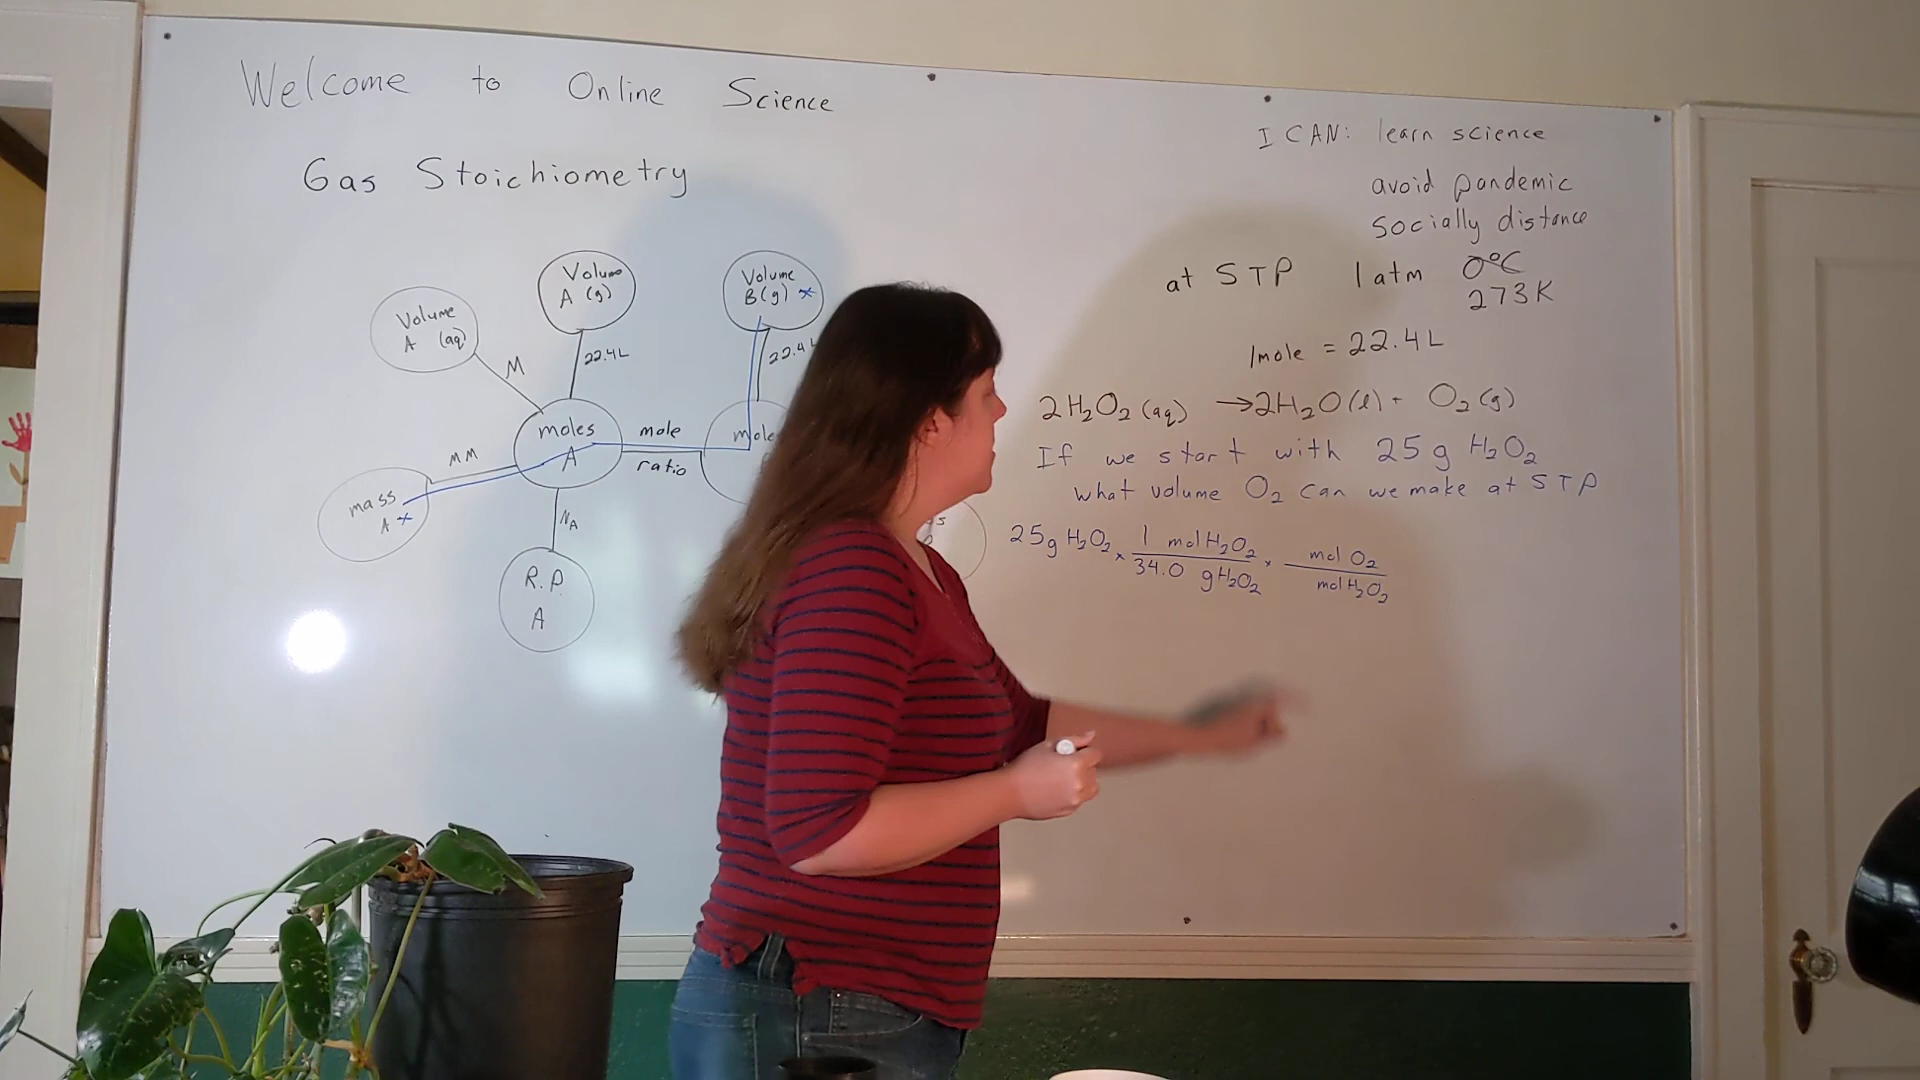 Welcome to Online Science
Gas Stoichiometry
I CAN: learn science
avoid pandemic
socially distance
Volume
A (aq)
Volume
A (g)
Volume
B(g) *
M
22.4L
22.4L
moles
A
mole
ratio
mole
MM
mass
A *
NA
R.P.
A
at STP 1 atm 0°C
273K
1mole = 22.4L
2H₂O₂ (aq) → 2H₂O(l) + O₂(g)
If we start with 25g H₂O₂
what volume O₂ can we make at STP
25g H₂O₂ × 1 mol H₂O₂ × mol O₂
34.0 g H₂O₂ mol H₂O₂